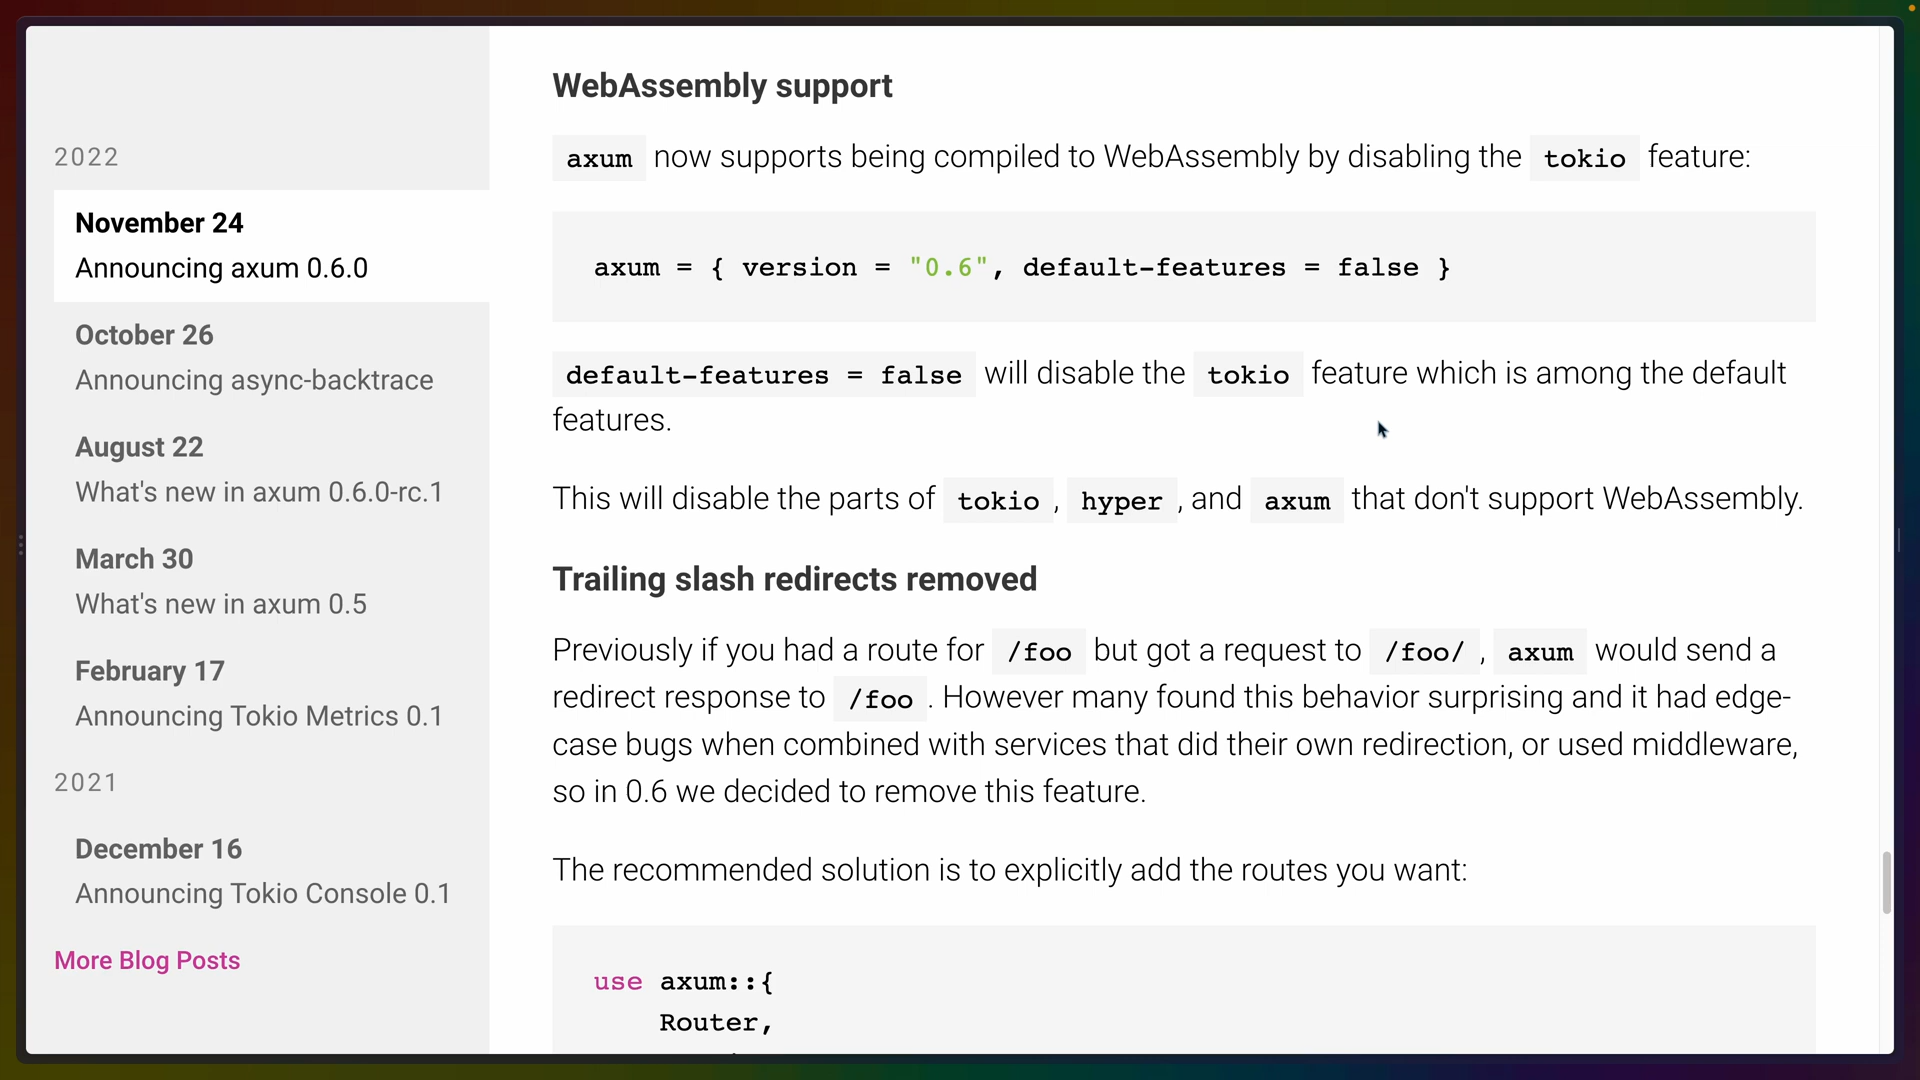 2022
November 24
Announcing axum 0.6.0
October 26
Announcing async-backtrace
August 22
What's new in axum 0.6.0-rc.1
March 30
What's new in axum 0.5
February 17
Announcing Tokio Metrics 0.1
2021
December 16
Announcing Tokio Console 0.1
More Blog Posts
WebAssembly support
axum now supports being compiled to WebAssembly by disabling the tokio feature:
axum = { version = "0.6", default-features = false }
default-features = false will disable the tokio feature which is among the default
features.
This will disable the parts of tokio , hyper , and axum that don't support WebAssembly.
Trailing slash redirects removed
Previously if you had a route for /foo but got a request to /foo/ , axum would send a
redirect response to /foo . However many found this behavior surprising and it had edge-
case bugs when combined with services that did their own redirection, or used middleware,
so in 0.6 we decided to remove this feature.
The recommended solution is to explicitly add the routes you want:
use axum::{
Router,